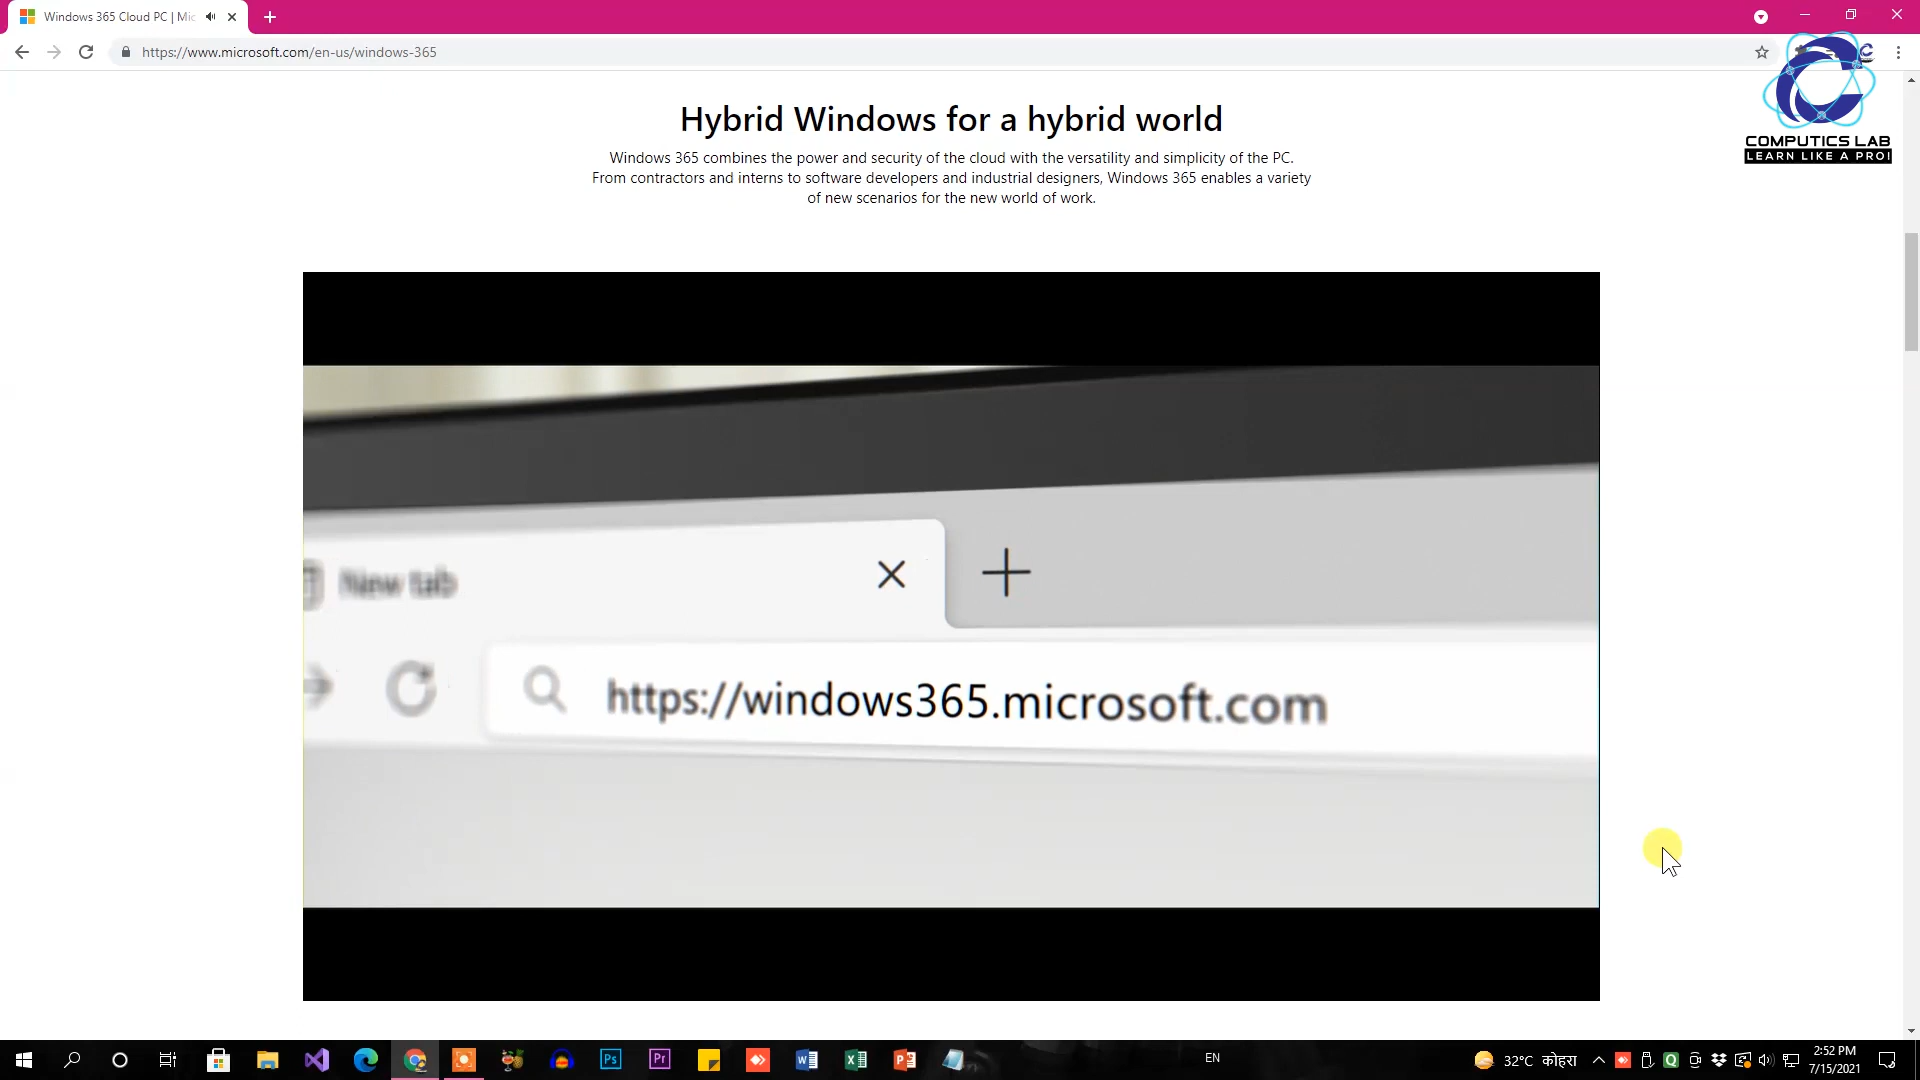 Windows 365 Cloud PC | Mic
https://www.microsoft.com/en-us/windows-365
COMPUTICS LAB
LEARN LIKE A PRO!
Hybrid Windows for a hybrid world
Windows 365 combines the power and security of the cloud with the versatility and simplicity of the PC.
From contractors and interns to software developers and industrial designers, Windows 365 enables a variety
of new scenarios for the new world of work.
New tab
https://windows365.microsoft.com
Ps
Pr
EN
32°C कोहरा
2:52 PM
7/15/2021